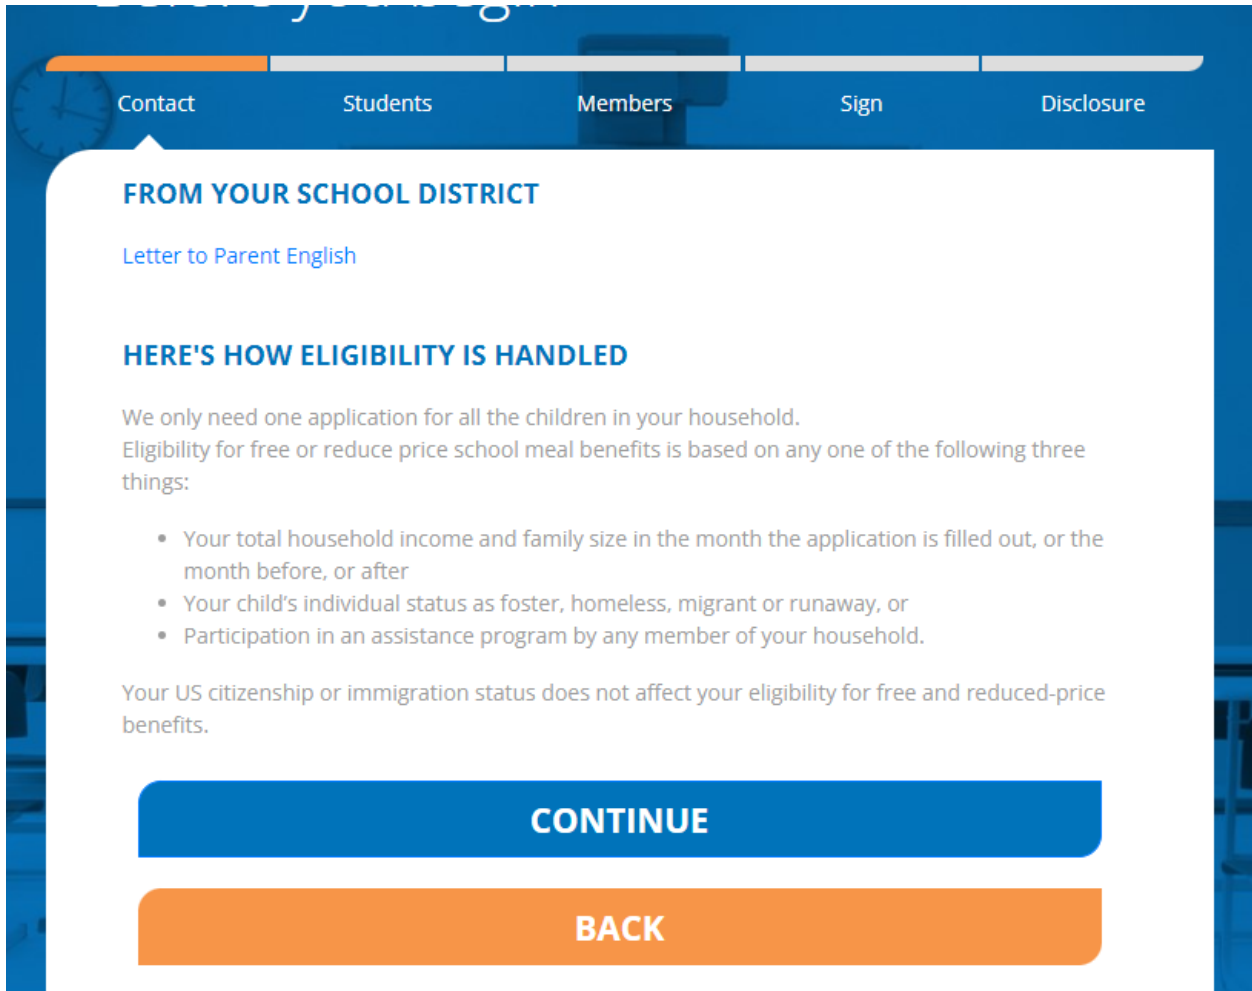 Before you begin
Contact Students Members Sign Disclosure
FROM YOUR SCHOOL DISTRICT
Letter to Parent English
HERE'S HOW ELIGIBILITY IS HANDLED
We only need one application for all the children in your household.
Eligibility for free or reduce price school meal benefits is based on any one of the following three
things:
• Your total household income and family size in the month the application is filled out, or the
month before, or after
• Your child’s individual status as foster, homeless, migrant or runaway, or
• Participation in an assistance program by any member of your household.
Your US citizenship or immigration status does not affect your eligibility for free and reduced-price
benefits.
CONTINUE
BACK